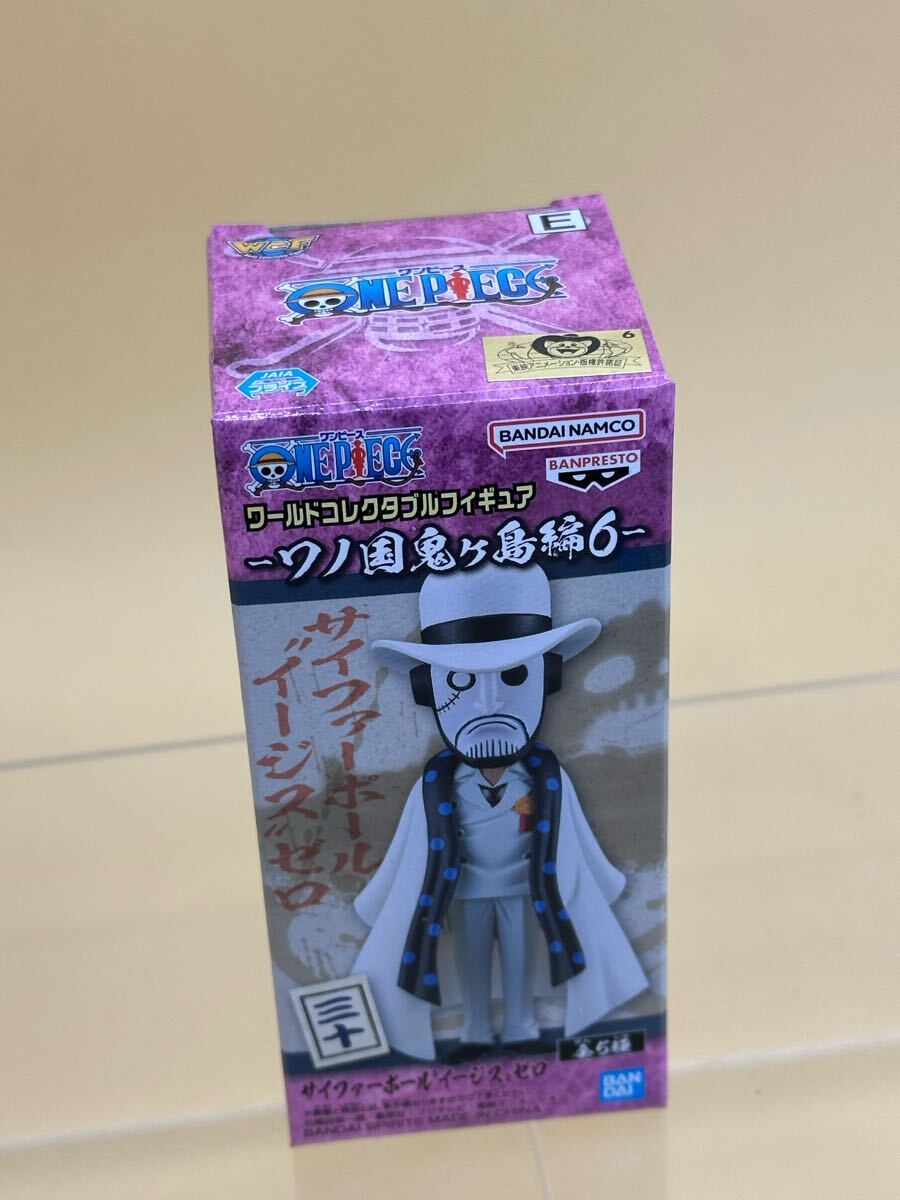 E
WCF
ワンピース
ONE PIECE
6
東映アニメーション・版権許諾証
JAIA
プライズ
ワンピース
ONE PIECE
BANDAI NAMCO
BANPRESTO
ワールドコレクタブルフィギュア
-ワノ国鬼ヶ島編6-
サイファーポール
"イージス"ゼロ
三十
全5種
サイファーポール"イージス"ゼロ
BAN
DAI
BANDAI SPIRITS MADE IN CHINA